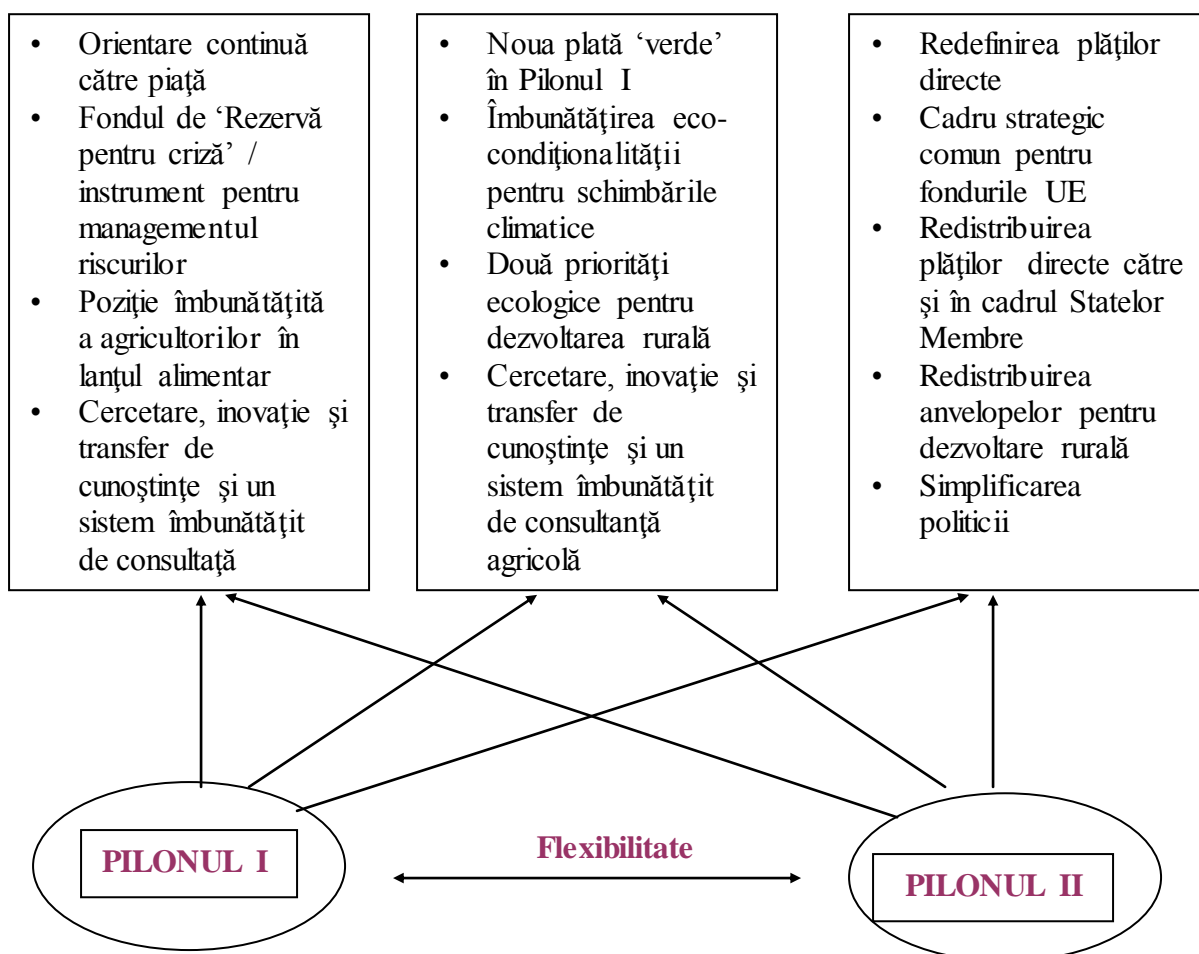 • Orientare continuă
către piaţă
• Fondul de ‘Rezervă
pentru criză’ /
instrument pentru
managementul
riscurilor
• Poziţie îmbunătăţită
a agricultorilor în
lanţul alimentar
• Cercetare, inovaţie şi
transfer de
cunoştinţe şi un
sistem îmbunătăţit
de consultaţă
• Noua plată ‘verde’
în Pilonul I
• Îmbunătăţirea eco-
condiţionalităţii
pentru schimbările
climatice
• Două priorităţi
ecologice pentru
dezvoltarea rurală
• Cercetare, inovaţie şi
transfer de
cunoştinţe şi un
sistem îmbunătăţit
de consultanţă
agricolă
• Redefinirea plăţilor
directe
• Cadru strategic
comun pentru
fondurile UE
• Redistribuirea
plăţilor directe către
şi în cadrul Statelor
Membre
• Redistribuirea
anvelopelor pentru
dezvoltare rurală
• Simplificarea
politicii
PILONUL I
Flexibilitate
PILONUL II